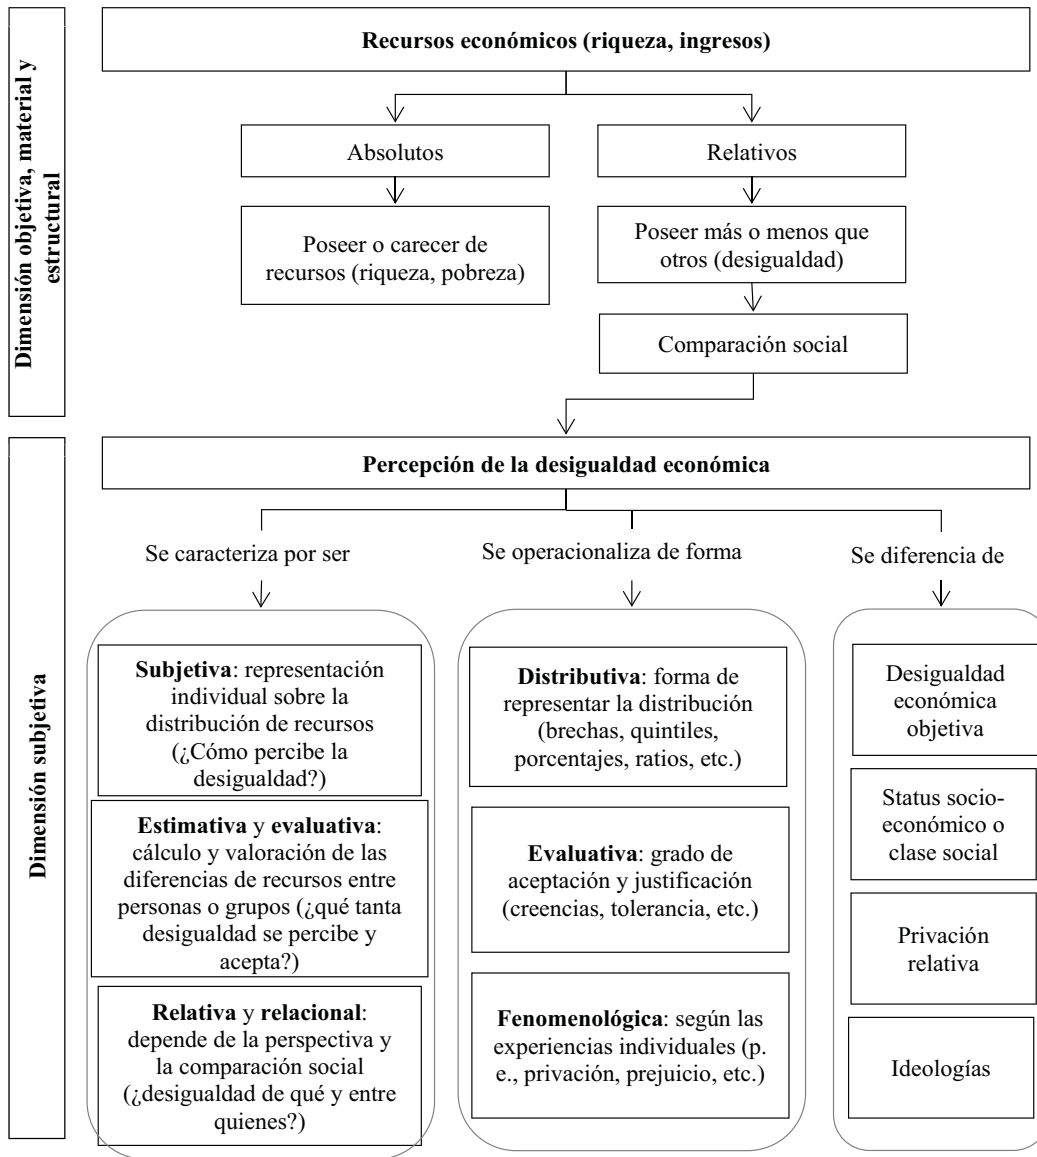 Dimensión objetiva, material y
estructural
Recursos económicos (riqueza, ingresos)
Absolutos
Relativos
Poseer o carecer de
recursos (riqueza, pobreza)
Poseer más o menos que
otros (desigualdad)
Comparación social
Dimensión subjetiva
Percepción de la desigualdad económica
Se caracteriza por ser
Se operacionaliza de forma
Se diferencia de
Subjetiva: representación
individual sobre la
distribución de recursos
(¿Cómo percibe la
desigualdad?)
Estimativa y evaluativa:
cálculo y valoración de las
diferencias de recursos entre
personas o grupos (¿qué tanta
desigualdad se percibe y
acepta?)
Relativa y relacional:
depende de la perspectiva y
la comparación social
(¿desigualdad de qué y entre
quienes?)
Distributiva: forma de
representar la distribución
(brechas, quintiles,
porcentajes, ratios, etc.)
Evaluativa: grado de
aceptación y justificación
(creencias, tolerancia, etc.)
Fenomenológica: según las
experiencias individuales (p.
e., privación, prejuicio, etc.)
Desigualdad
económica
objetiva
Status socio-
económico o
clase social
Privación
relativa
Ideologías